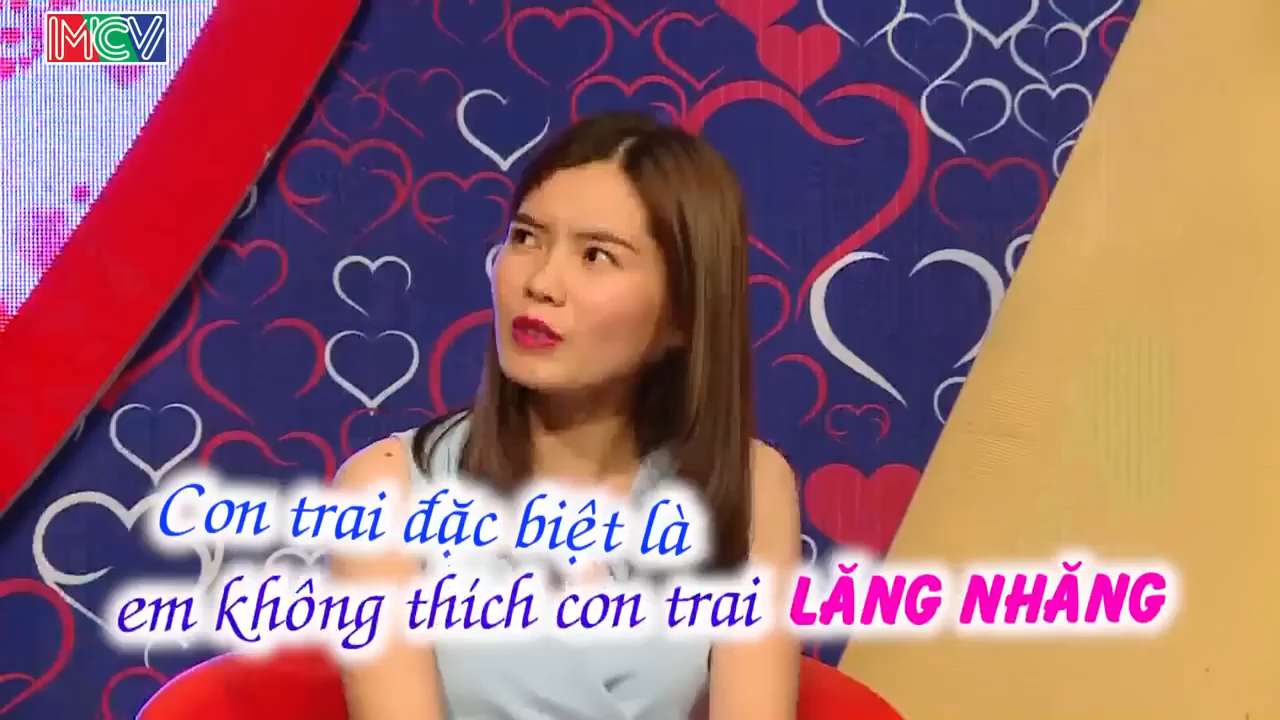 MCV
Con trai đặc biệt là
em không thích con trai LĂNG NHĂNG